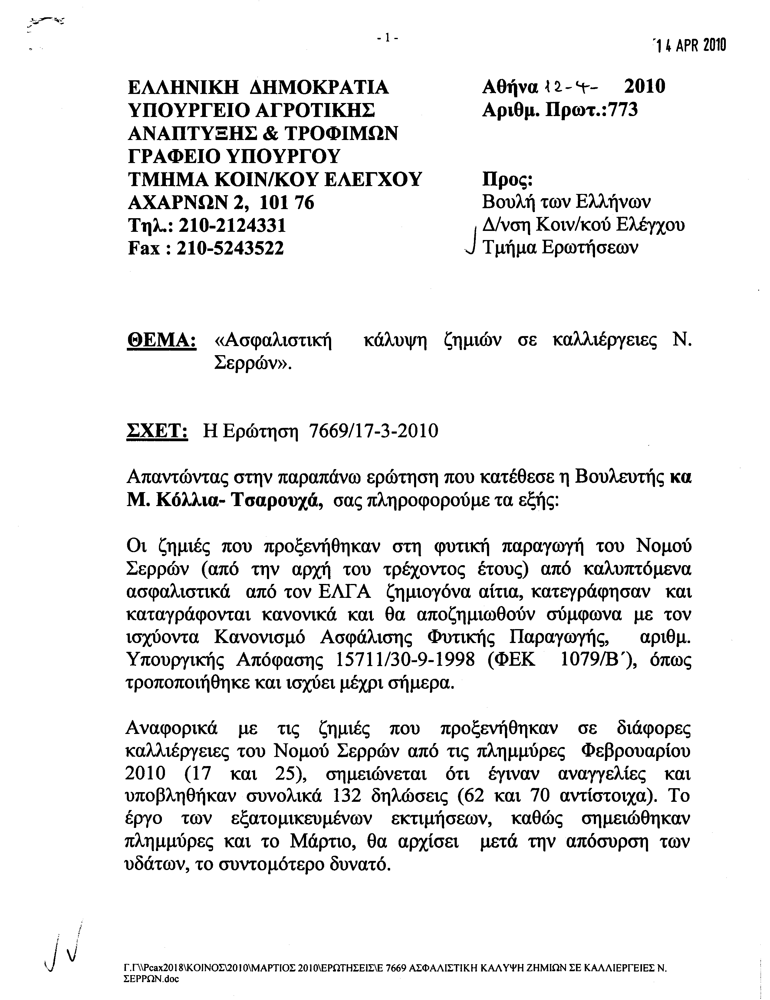 - 1 -
14 APR 2010
ΕΛΛΗΝΙΚΗ ΔΗΜΟΚΡΑΤΙΑ
ΥΠΟΥΡΓΕΙΟ ΑΓΡΟΤΙΚΗΣ
ΑΝΑΠΤΥΞΗΣ & ΤΡΟΦΙΜΩΝ
ΓΡΑΦΕΙΟ ΥΠΟΥΡΓΟΥ
ΤΜΗΜΑ ΚΟΙΝ/ΚΟΥ ΕΛΕΓΧΟΥ
ΑΧΑΡΝΩΝ 2, 101 76
Τηλ.: 210-2124331
Fax : 210-5243522
Αθήνα 12-4- 2010
Αριθμ. Πρωτ.:773
Προς:
Βουλή των Ελλήνων
Δ/νση Κοιν/κού Ελέγχου
Τμήμα Ερωτήσεων
ΘΕΜΑ: «Ασφαλιστική κάλυψη ζημιών σε καλλιέργειες Ν.
Σερρών».
ΣΧΕΤ: Η Ερώτηση 7669/17-3-2010
Απαντώντας στην παραπάνω ερώτηση που κατέθεσε η Βουλευτής κα
Μ. Κόλλια- Τσαρουχά, σας πληροφορούμε τα εξής:
Οι ζημιές που προξενήθηκαν στη φυτική παραγωγή του Νομού
Σερρών (από την αρχή του τρέχοντος έτους) από καλυπτόμενα
ασφαλιστικά από τον ΕΛΓΑ ζημιογόνα αίτια, κατεγράφησαν και
καταγράφονται κανονικά και θα αποζημιωθούν σύμφωνα με τον
ισχύοντα Κανονισμό Ασφάλισης Φυτικής Παραγωγής, αριθμ.
Υπουργικής Απόφασης 15711/30-9-1998 (ΦΕΚ 1079/Β΄), όπως
τροποποιήθηκε και ισχύει μέχρι σήμερα.
Αναφορικά με τις ζημιές που προξενήθηκαν σε διάφορες
καλλιέργειες του Νομού Σερρών από τις πλημμύρες Φεβρουαρίου
2010 (17 και 25), σημειώνεται ότι έγιναν αναγγελίες και
υποβληθήκαν συνολικά 132 δηλώσεις (62 και 70 αντίστοιχα). Το
έργο των εξατομικευμένων εκτιμήσεων, καθώς σημειώθηκαν
πλημμύρες και το Μάρτιο, θα αρχίσει μετά την απόσυρση των
υδάτων, το συντομότερο δυνατό.
Γ.Γ\\Pcax2018\ΚΟΙΝΟΣ\2010\ΜΑΡΤΙΟΣ 2010\ΕΡΩΤΗΣΕΙΣ\Ε 7669 ΑΣΦΑΛΙΣΤΙΚΗ ΚΑΛΥΨΗ ΖΗΜΙΩΝ ΣΕ ΚΑΛΛΙΕΡΓΕΙΕΣ Ν.
ΣΕΡΡΩΝ.doc